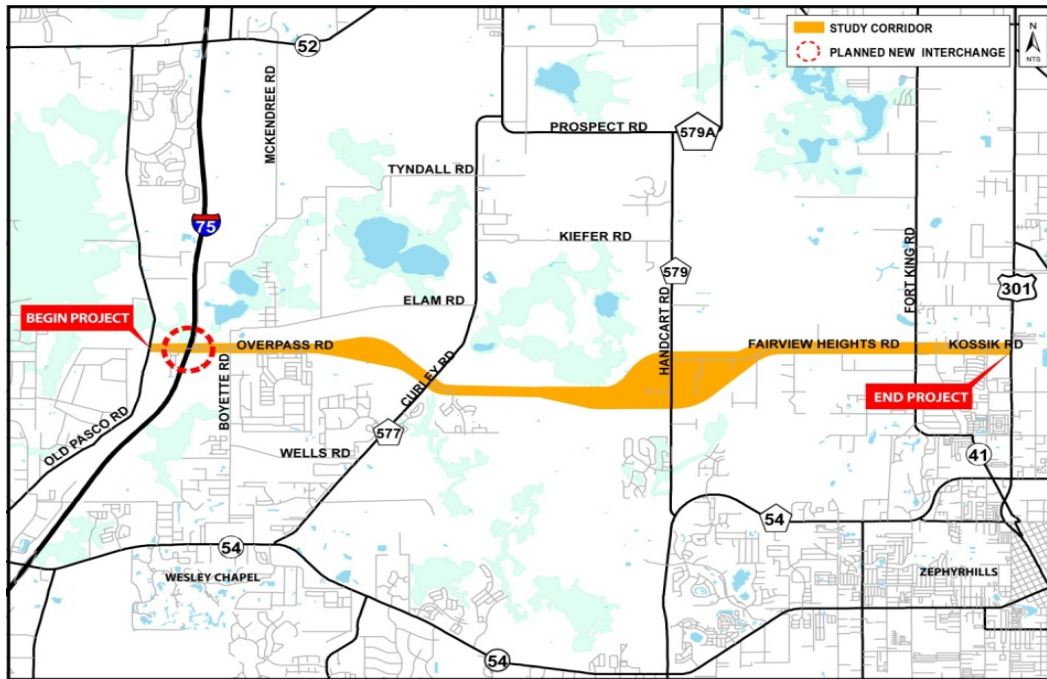 STUDY CORRIDOR
PLANNED NEW INTERCHANGE
N
NTS
52
MCKENDREE RD
PROSPECT RD
579A
TYNDALL RD
75
KIEFER RD
579
FORT KING RD
301
ELAM RD
BEGIN PROJECT
OVERPASS RD
HANDCART RD
FAIRVIEW HEIGHTS RD
KOSSIK RD
BOYETTE RD
CURLEY RD
END PROJECT
OLD PASCO RD
577
WELLS RD
41
54
54
WESLEY CHAPEL
ZEPHYRHILLS
54